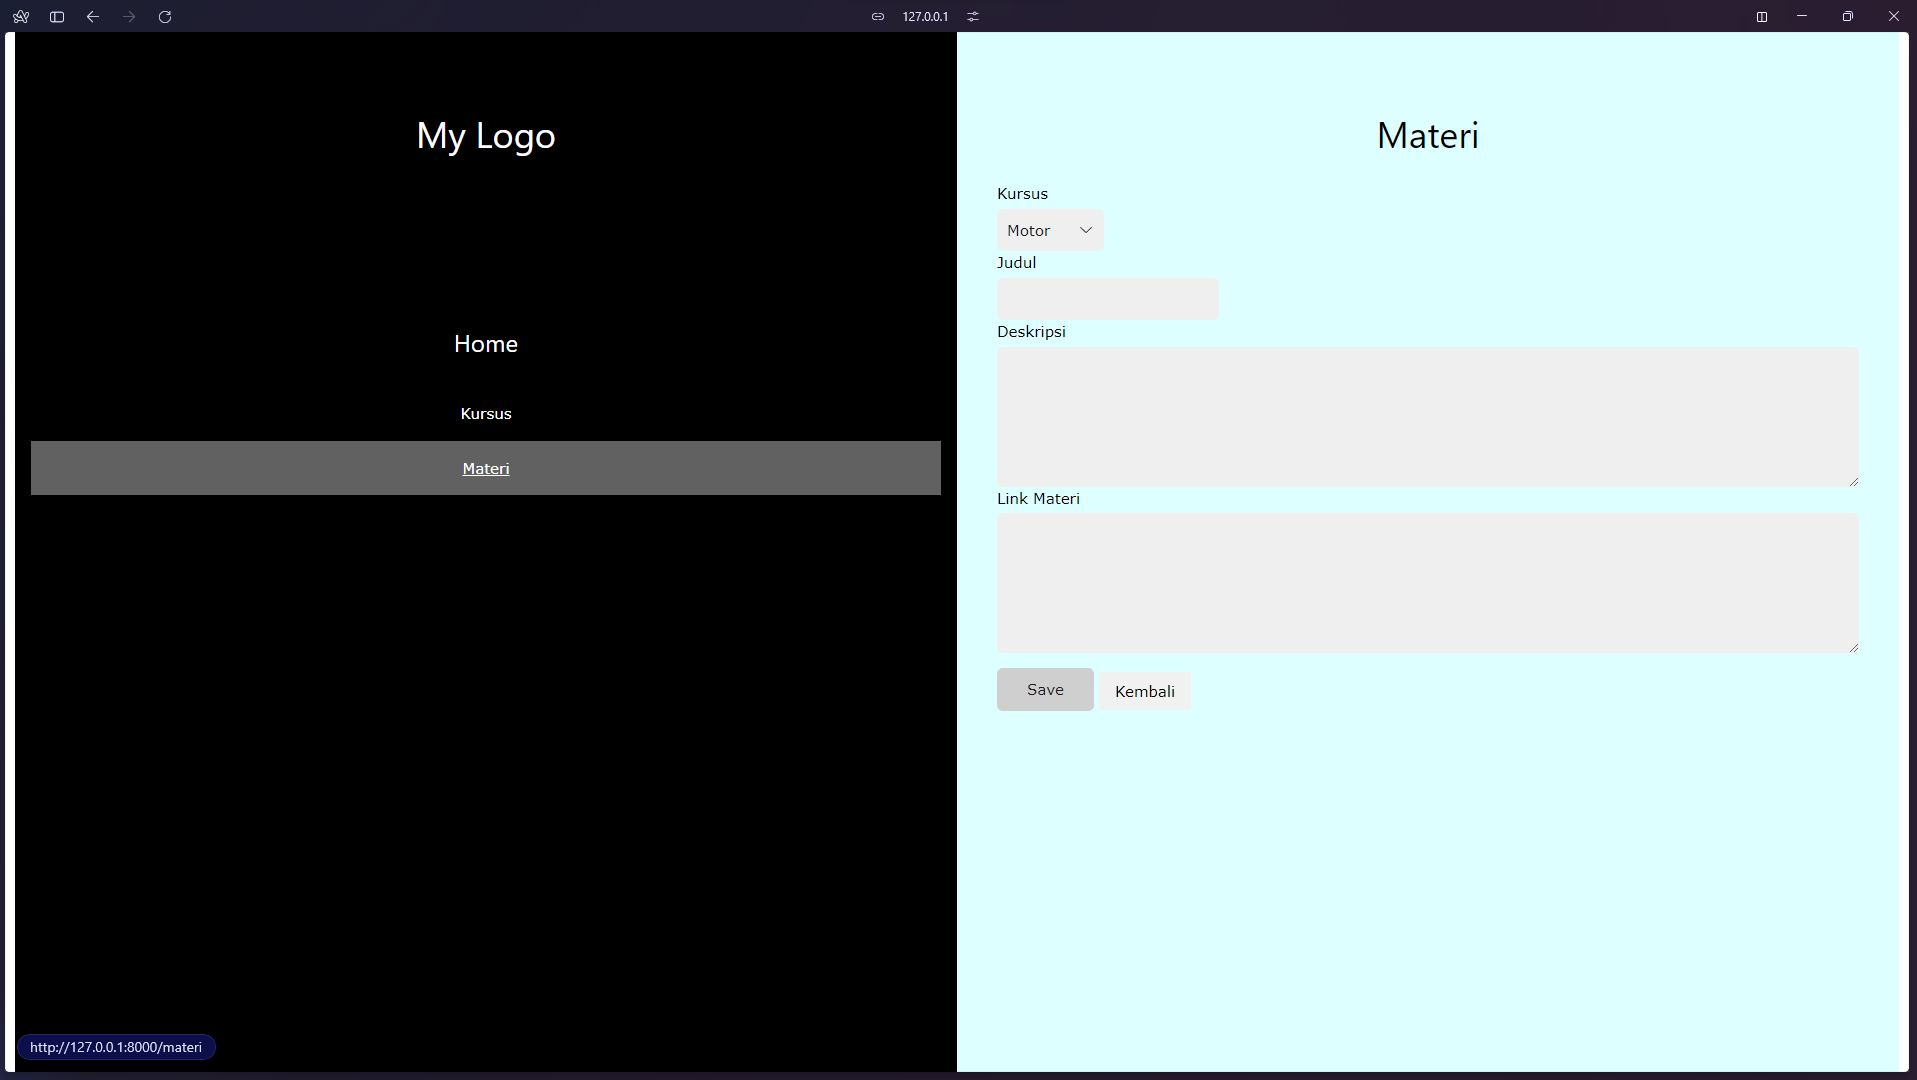 127.0.0.1
My Logo
Home
Kursus
Materi
Materi
Kursus
Motor
Judul
Deskripsi
Link Materi
Save
Kembali
http://127.0.0.1:8000/materi